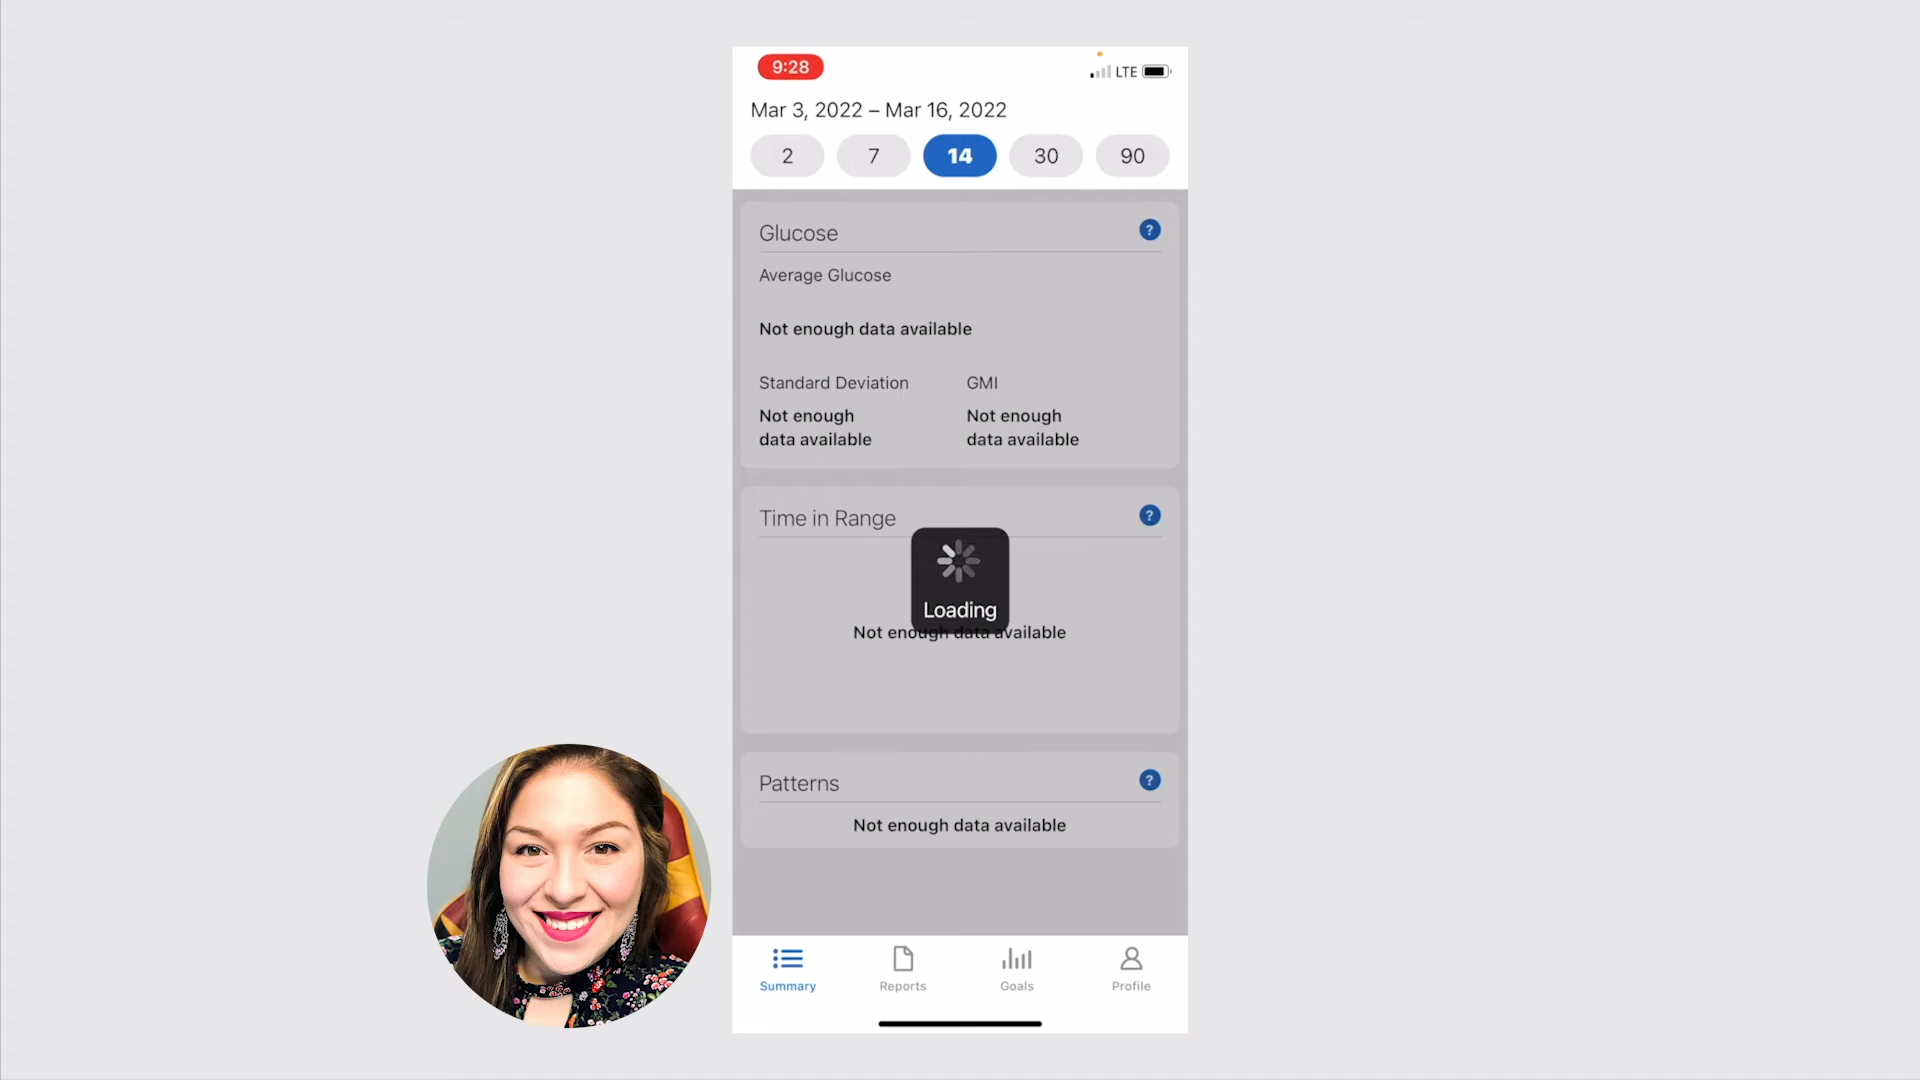 9:28
LTE
Mar 3, 2022 – Mar 16, 2022
2
7
14
30
90
Glucose
?
Average Glucose
Not enough data available
Standard Deviation
GMI
Not enough
data available
Not enough
data available
Time in Range
?
Loading
Not enough data available
Patterns
?
Not enough data available
Summary
Reports
Goals
Profile